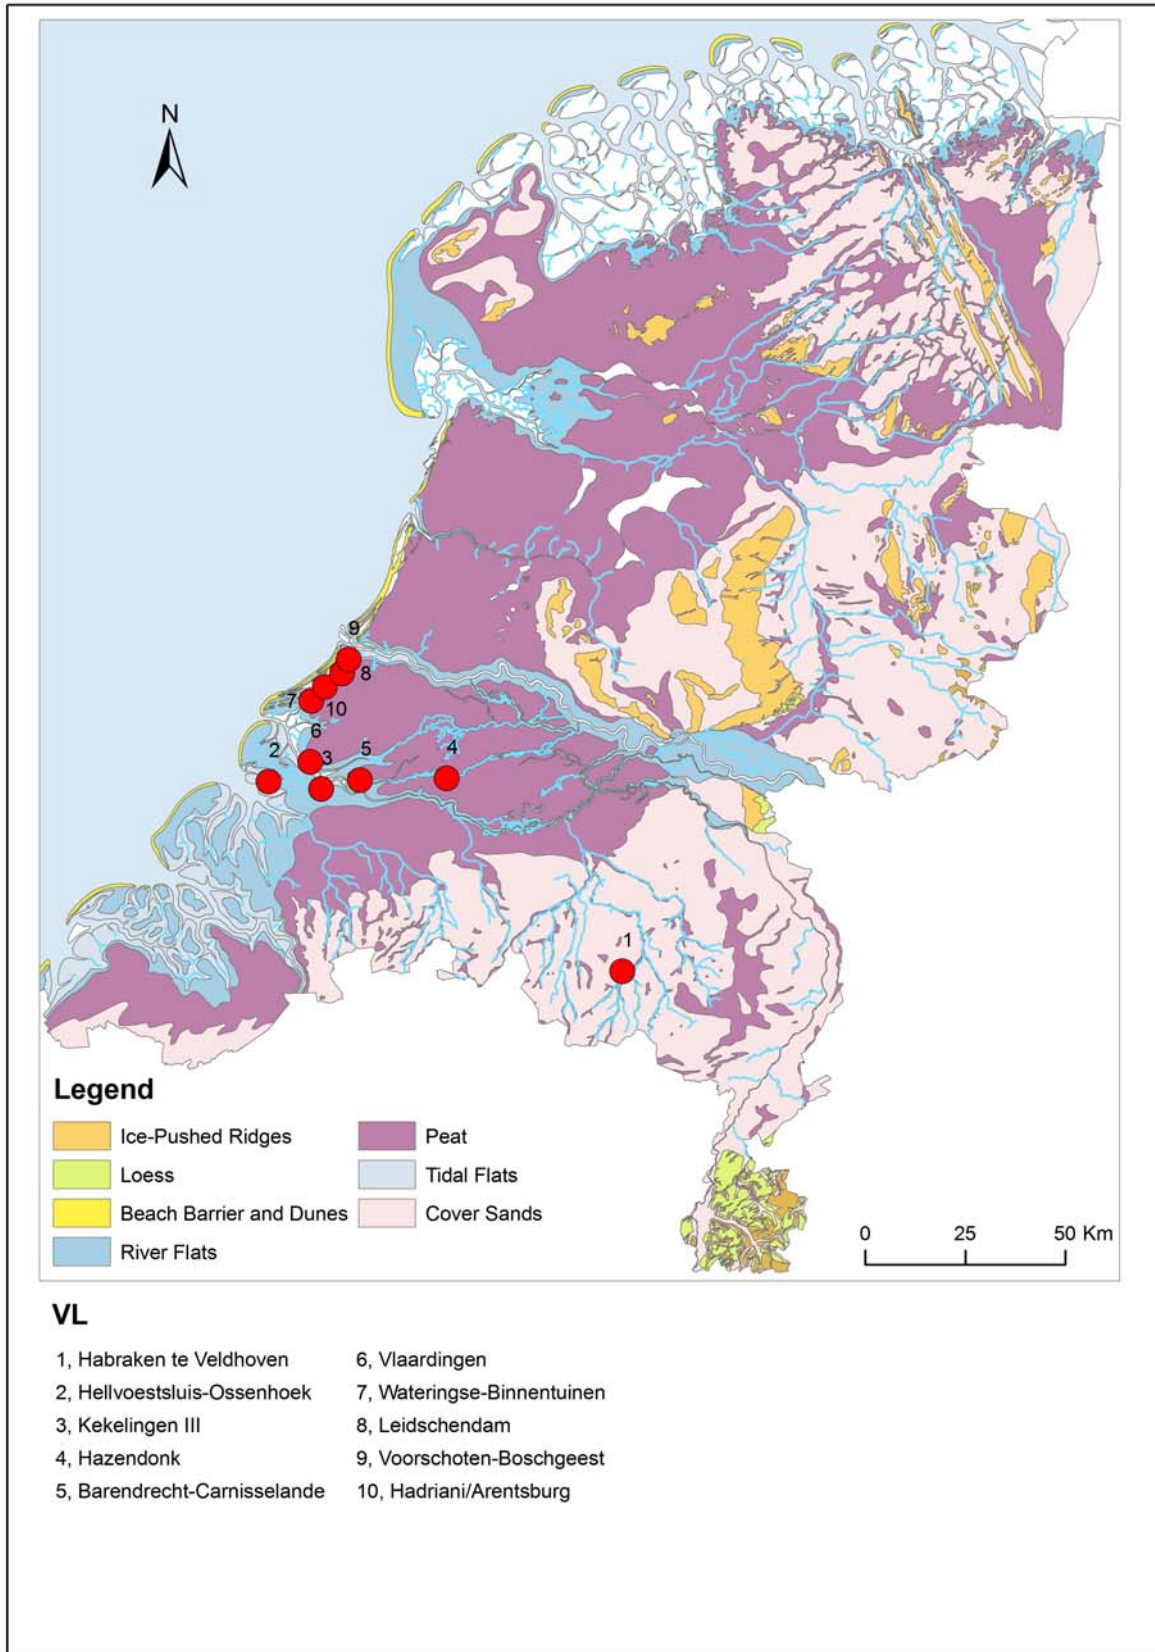 N
9
8
7
10
6
2
3
5
4
1
Legend
Ice-Pushed Ridges
Peat
Loess
Tidal Flats
Beach Barrier and Dunes
Cover Sands
River Flats
0 25 50 Km
VL
1, Habraken te Veldhoven
2, Hellvoestsluis-Ossenhoek
3, Kekelingen III
4, Hazendonk
5, Barendrecht-Carnisselande
6, Vlaardingen
7, Wateringse-Binnentuinen
8, Leidschendam
9, Voorschoten-Boschgeest
10, Hadriani/Arentsburg